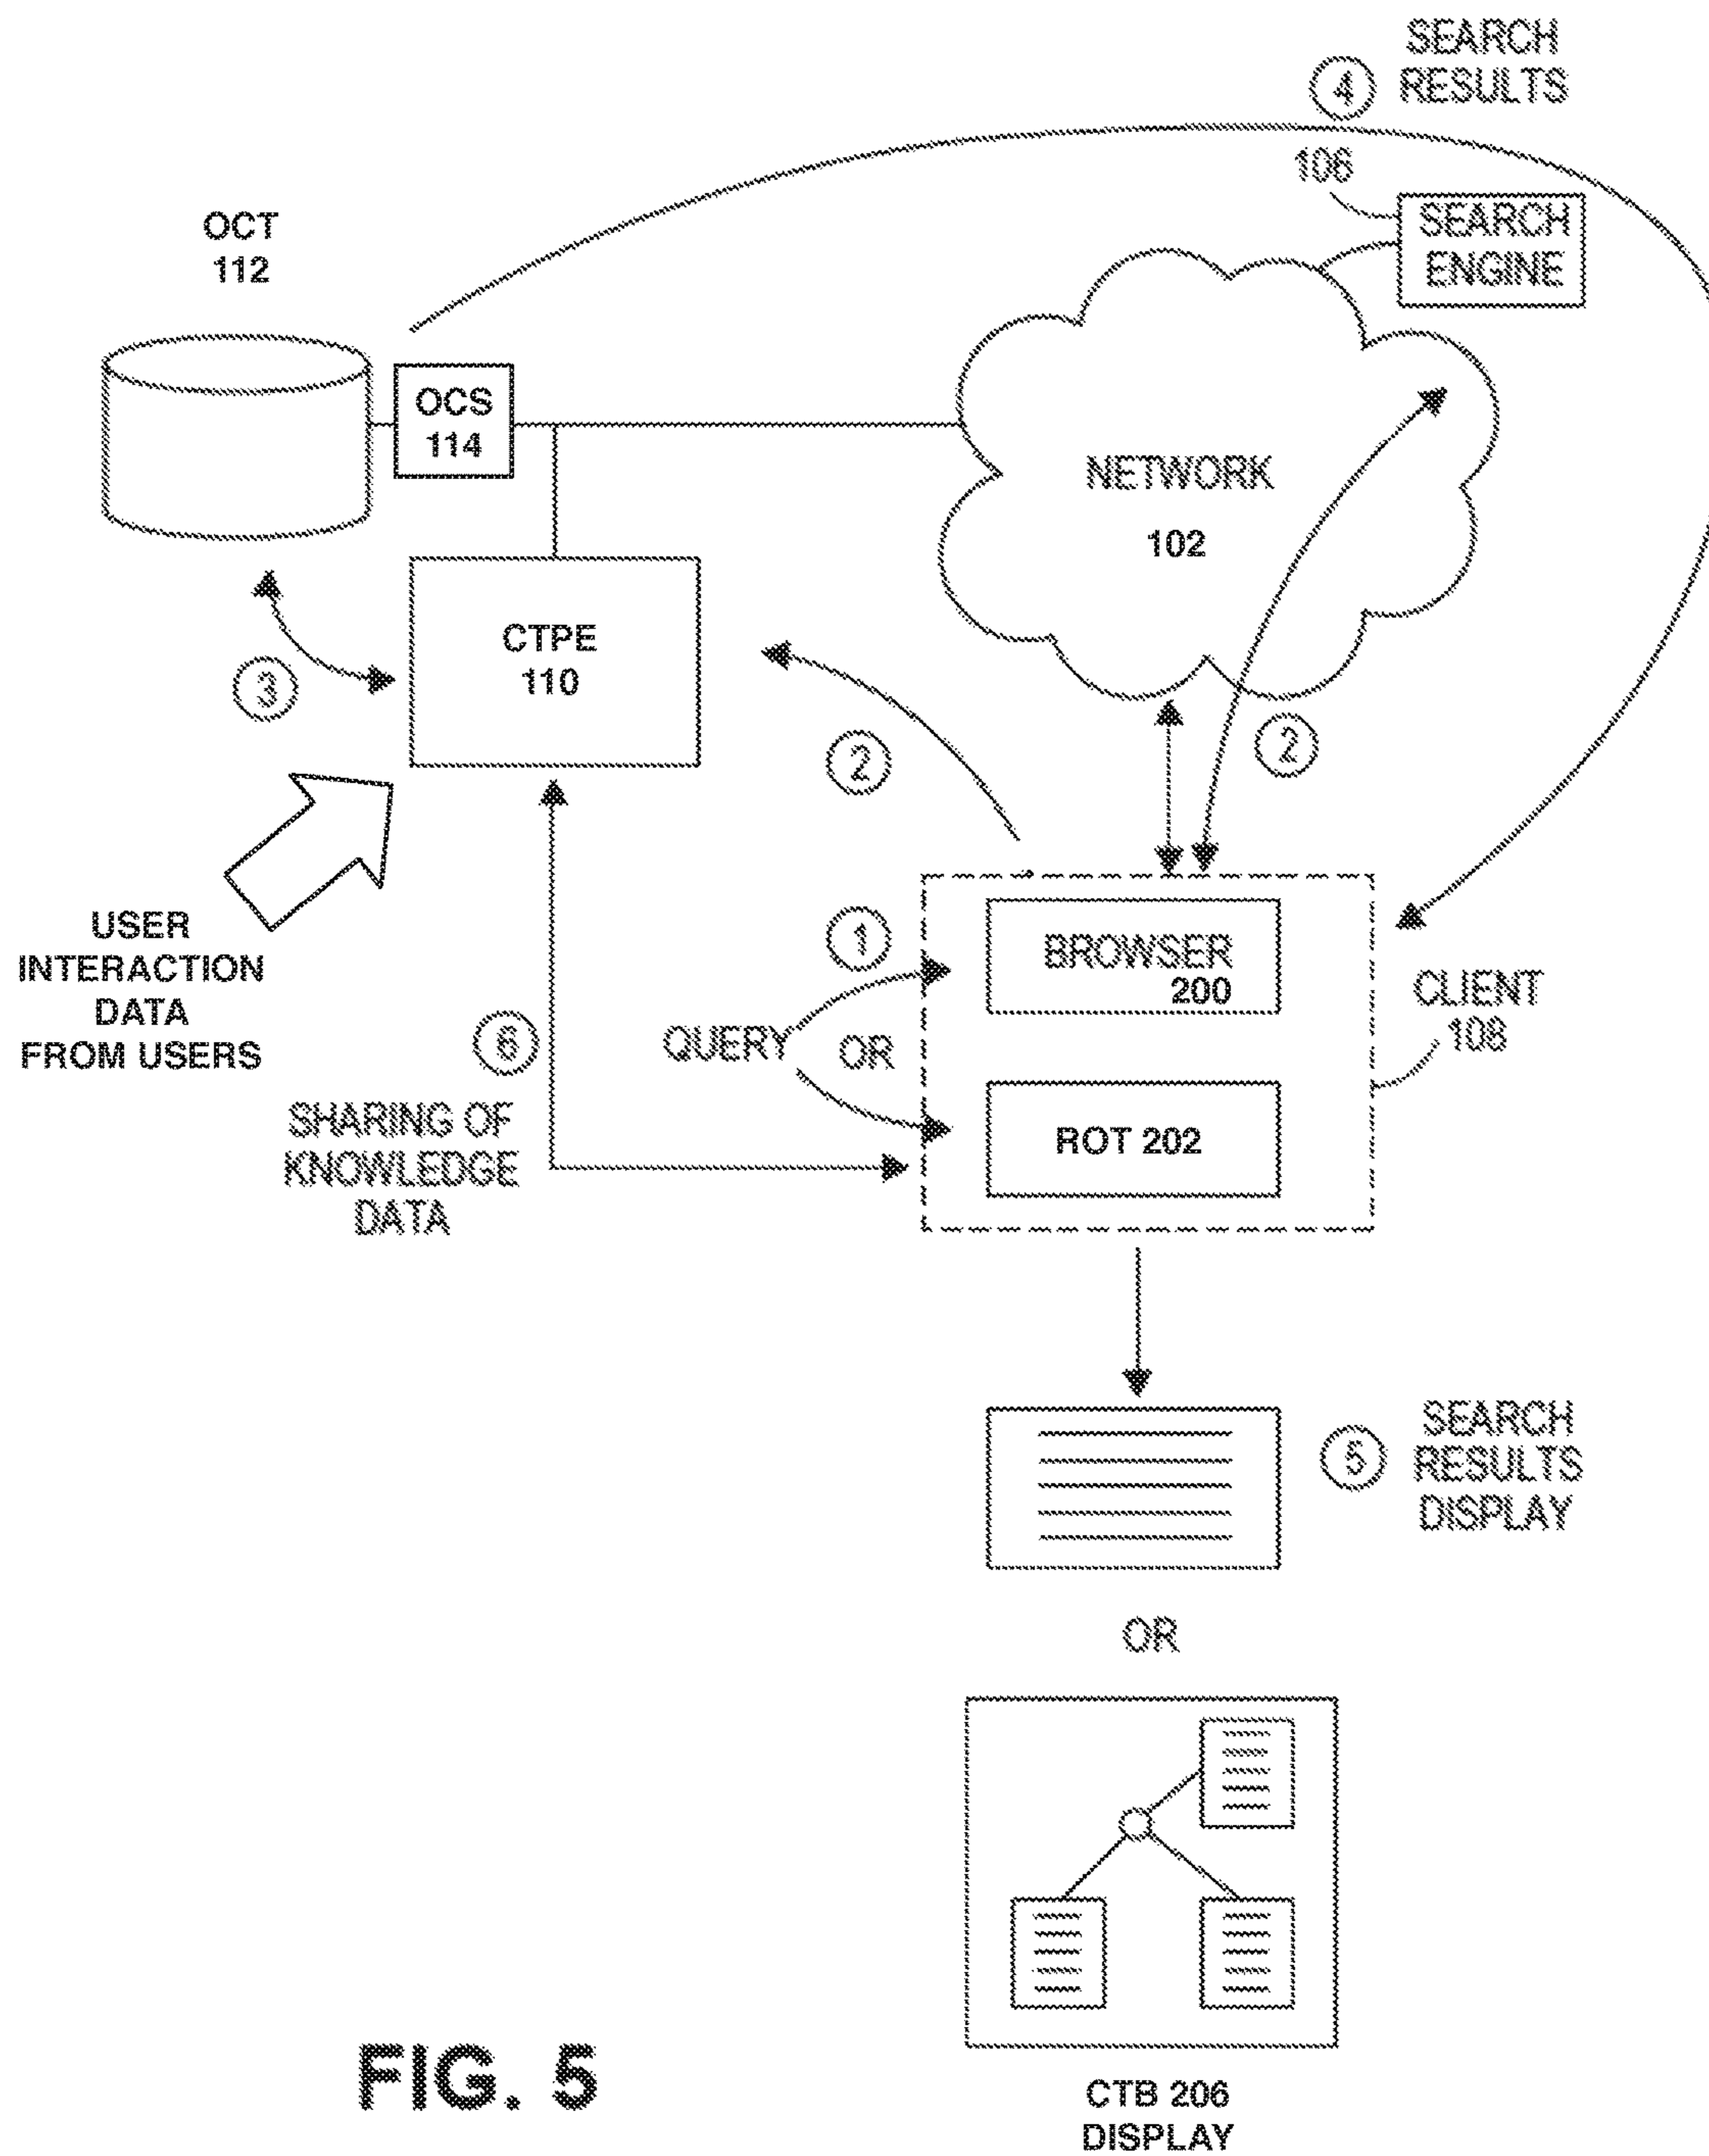 SEARCH
4 RESULTS
106
SEARCH
ENGINE
OCT
112
OCS
114
NETWORK
102
CTPE
110
3
2
2
USER
INTERACTION
DATA
FROM USERS
1
BROWSER
200
CLIENT
108
6
QUERY OR
SHARING OF
KNOWLEDGE
DATA
ROT 202
SEARCH
5 RESULTS
DISPLAY
OR
CTB 206
DISPLAY
FIG. 5